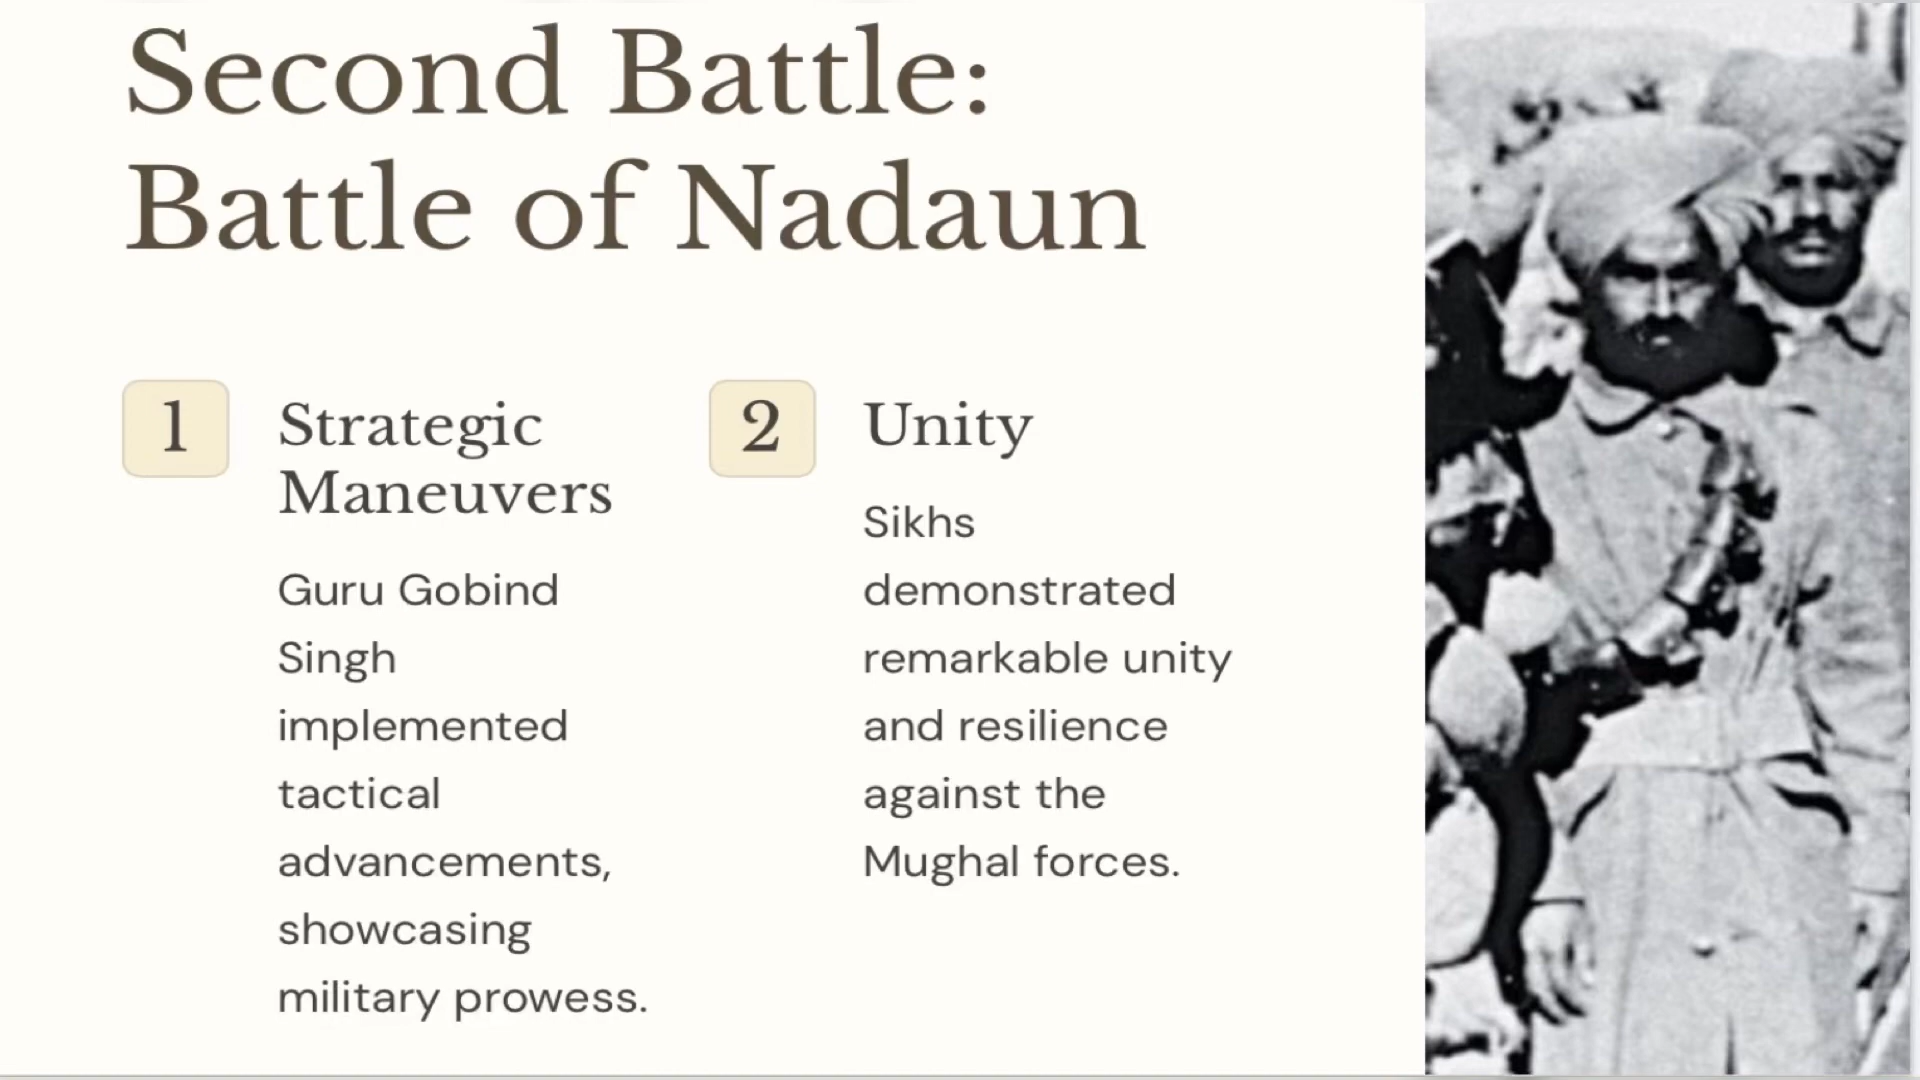 Second Battle:
Battle of Nadaun
1
Strategic
Maneuvers
Guru Gobind
Singh
implemented
tactical
advancements,
showcasing
military prowess.
2
Unity
Sikhs
demonstrated
remarkable unity
and resilience
against the
Mughal forces.